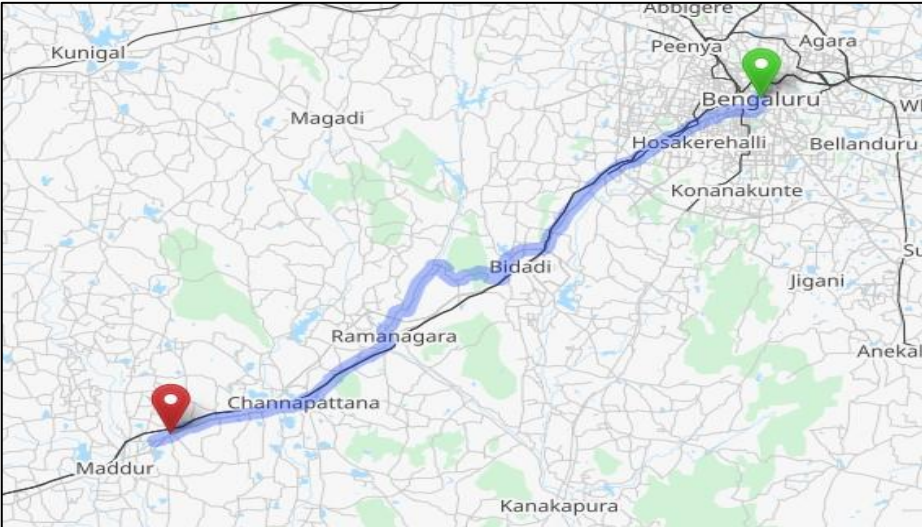 Abbigere
Kunigal
Peenya
Agara
Bengaluru
Magadi
Hosakerehalli
Bellanduru
Konanakunte
Bidadi
Jigani
Ramanagara
Anekal
Channapattana
Maddur
Kanakapura